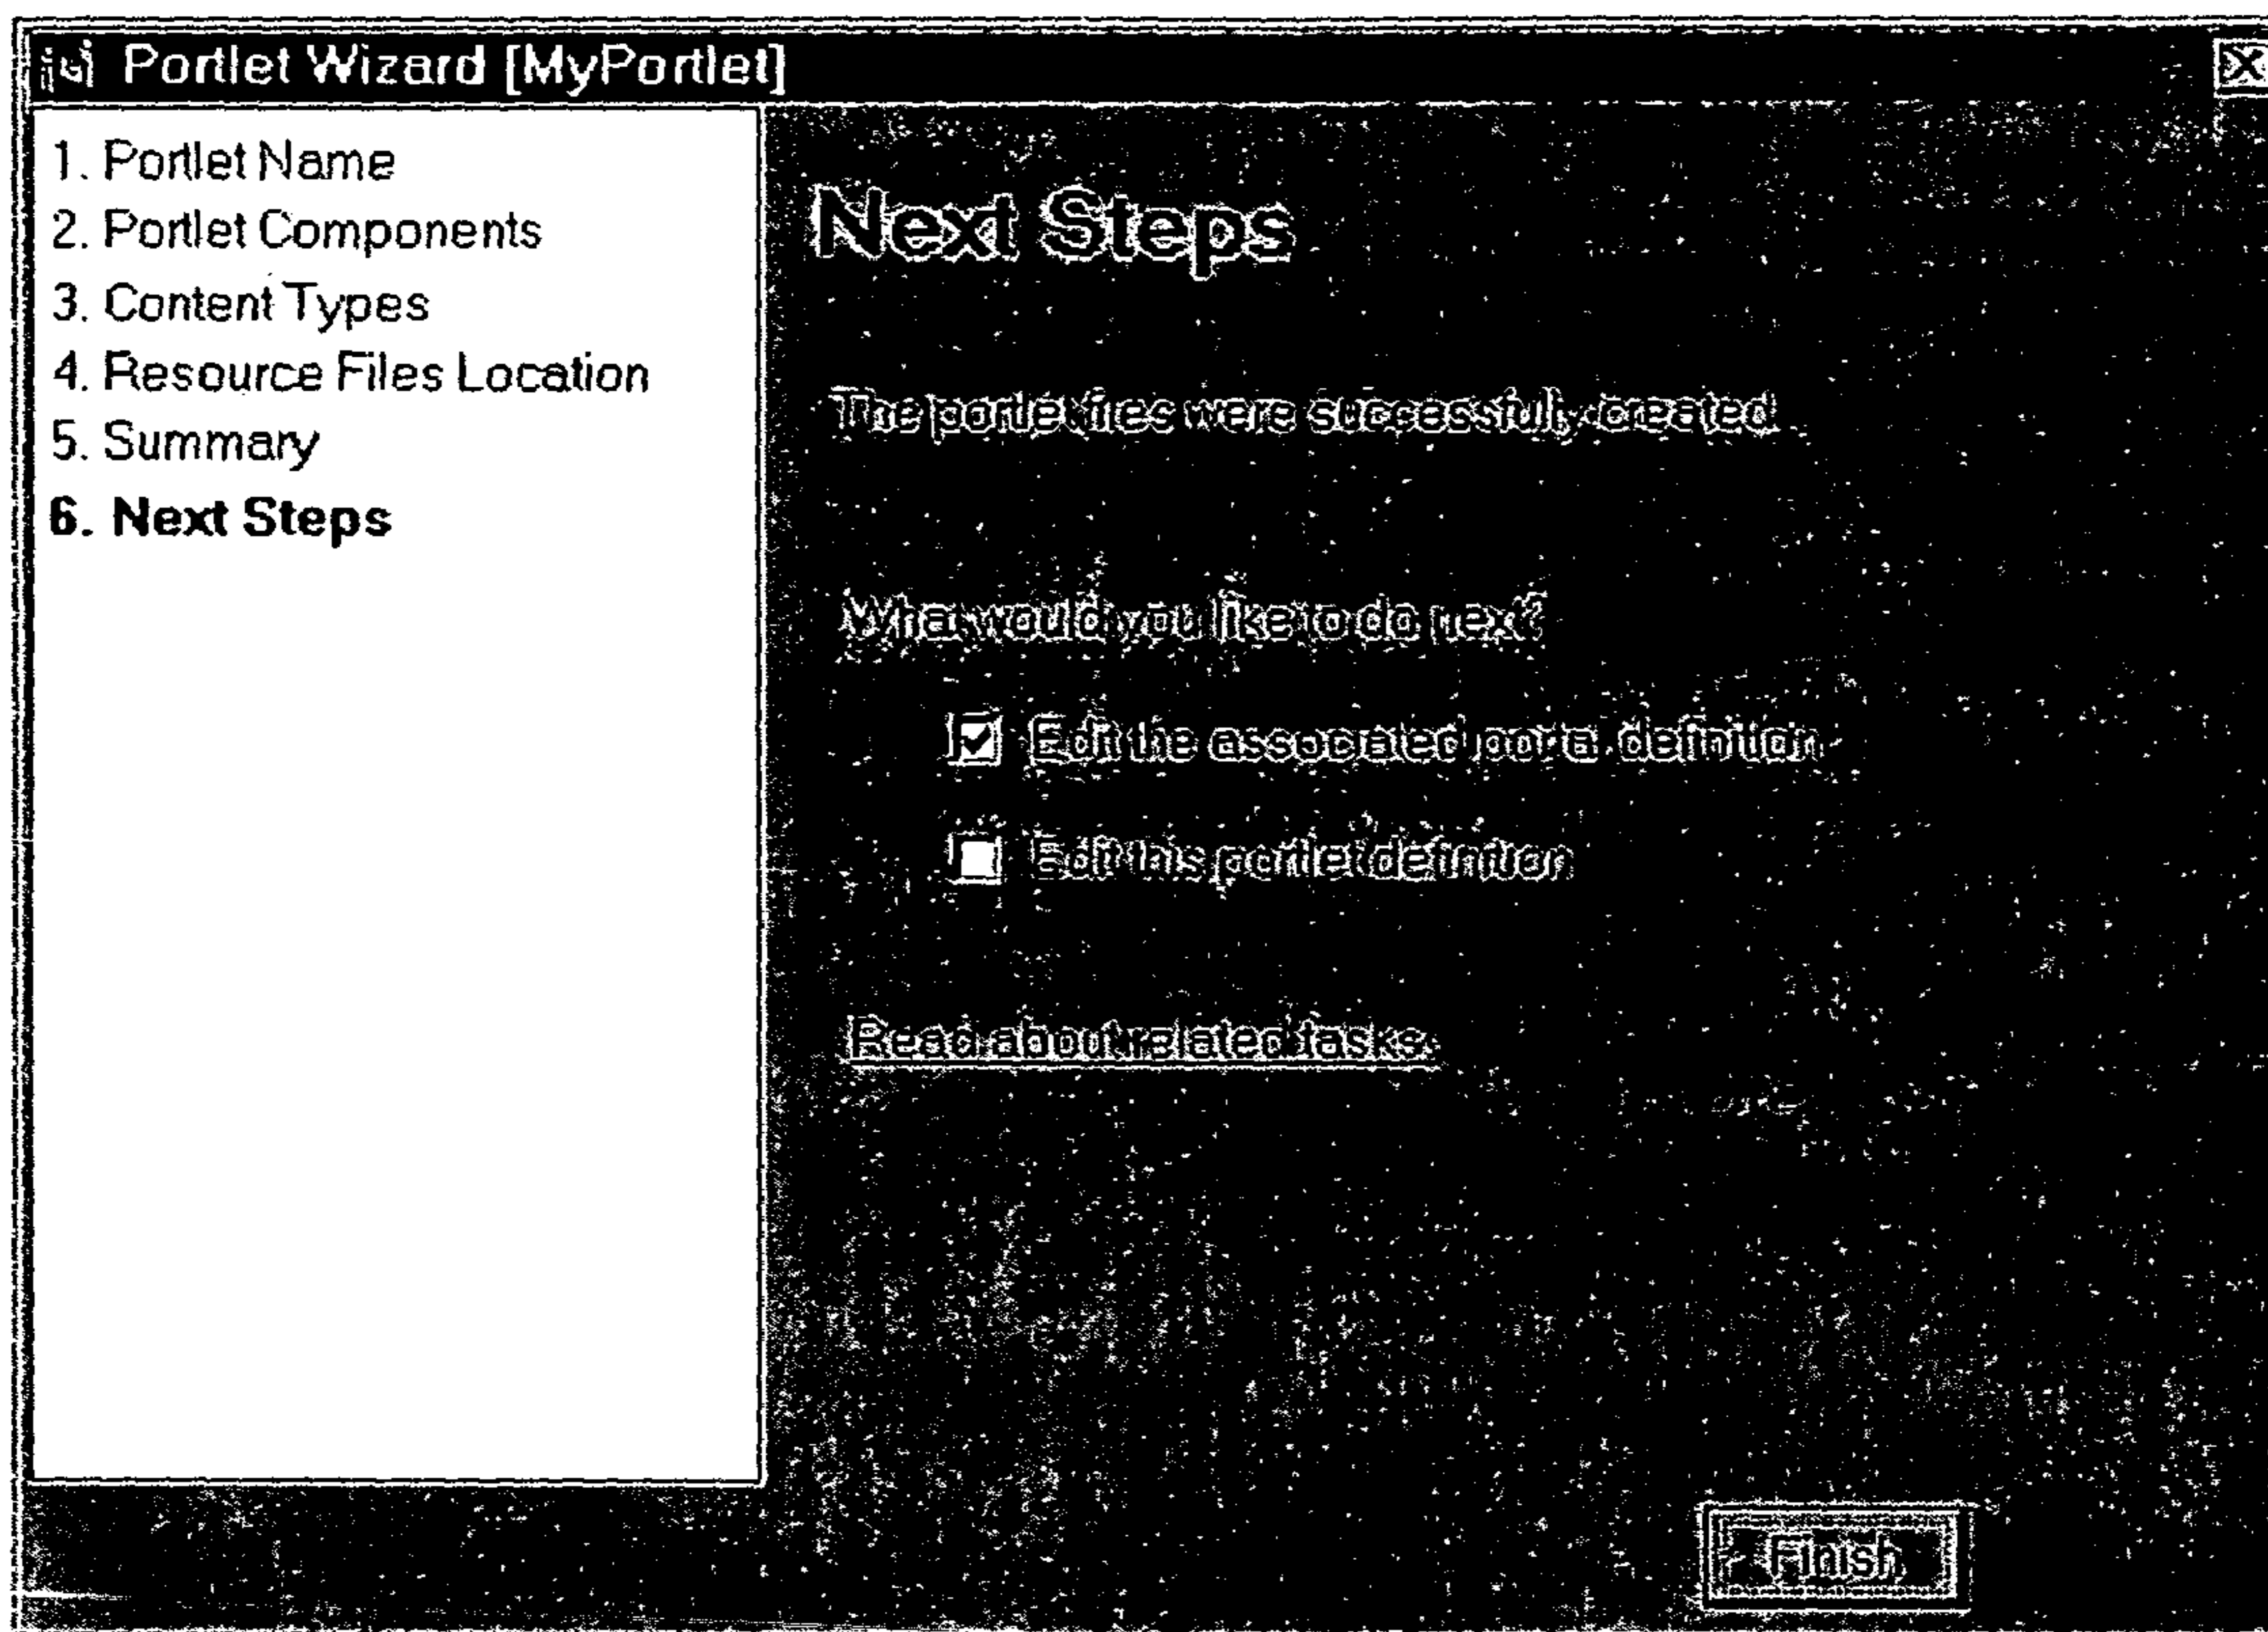 Portlet Wizard [MyPortlet]
1. Portlet Name
2. Portlet Components
3. Content Types
4. Resource Files Location
5. Summary
6. Next Steps
Next Steps
The portlet files were successfully created.
What would you like to do next?
Edit the associated portal definition
Edit this portlet definition
Read about related tasks.
Finish